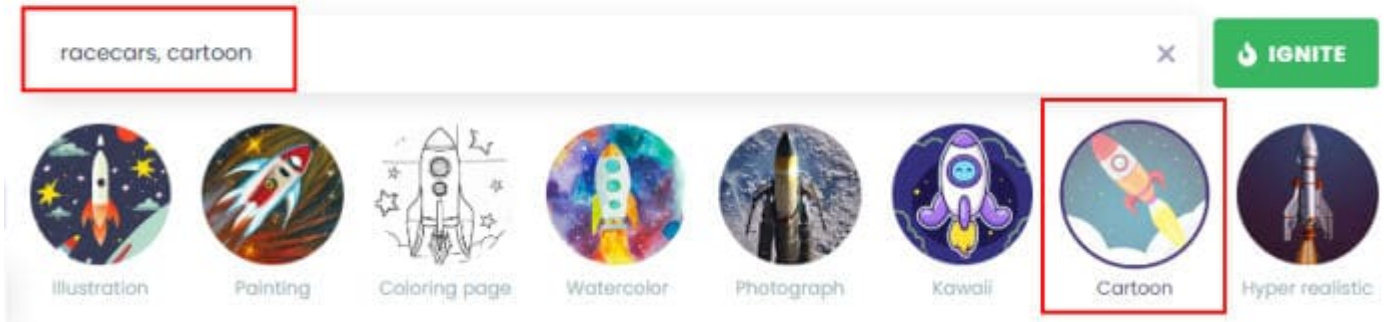 racecars, cartoon
IGNITE
Illustration
Painting
Coloring page
Watercolor
Photograph
Kawaii
Cartoon
Hyper realistic